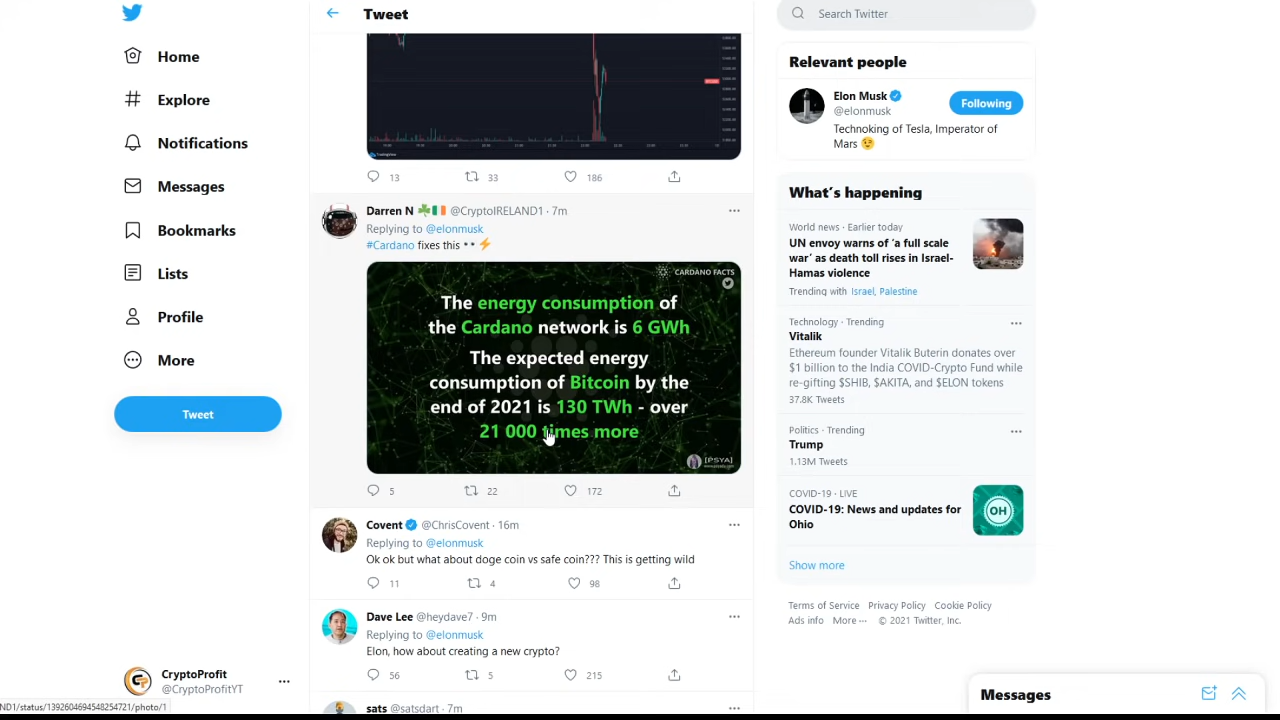 Home
Explore
Notifications
Messages
Bookmarks
Lists
Profile
More
Tweet
CryptoProfit
@CryptoProfitYT
ND1/status/1392604694548254721/photo/1
Tweet
TradingView
13 33 186
Darren N @CryptoIRELAND1 · 7m
Replying to @elonmusk
#Cardano fixes this
CARDANO FACTS
The energy consumption of
the Cardano network is 6 GWh
The expected energy
consumption of Bitcoin by the
end of 2021 is 130 TWh - over
21 000 times more
[PSYA]
5 22 172
Covent @ChrisCovent · 16m
Replying to @elonmusk
Ok ok but what about doge coin vs safe coin??? This is getting wild
11 4 98
Dave Lee @heydave7 · 9m
Replying to @elonmusk
Elon, how about creating a new crypto?
56 5 215
sats @satsdart · 7m
Search Twitter
Relevant people
Elon Musk
@elonmusk
Following
Technoking of Tesla, Imperator of
Mars
What's happening
World news · Earlier today
UN envoy warns of 'a full scale
war' as death toll rises in Israel-
Hamas violence
Trending with Israel, Palestine
Technology · Trending
Vitalik
Ethereum founder Vitalik Buterin donates over
$1 billion to the India COVID-Crypto Fund while
re-gifting $SHIB, $AKITA, and $ELON tokens
37.8K Tweets
Politics · Trending
Trump
1.13M Tweets
COVID-19 · LIVE
COVID-19: News and updates for
Ohio
OH
Show more
Terms of Service Privacy Policy Cookie Policy
Ads info More ··· © 2021 Twitter, Inc.
Messages